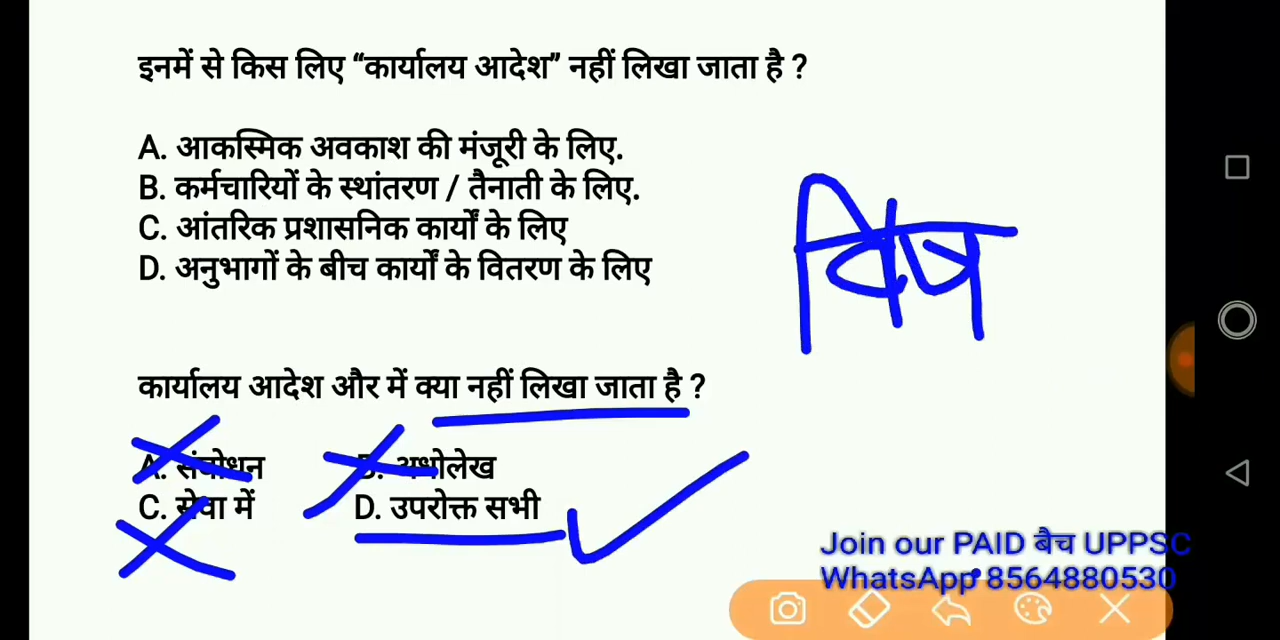 इनमें से किस लिए “कार्यालय आदेश” नहीं लिखा जाता है ?
A. आकस्मिक अवकाश की मंजूरी के लिए.
B. कर्मचारियों के स्थांतरण / तैनाती के लिए.
C. आंतरिक प्रशासनिक कार्यों के लिए
D. अनुभागों के बीच कार्यों के वितरण के लिए
कार्यालय आदेश और में क्या नहीं लिखा जाता है ?
A. संबोधन B. अधोलेख
C. सेवा में D. उपरोक्त सभी
Join our PAID बैच UPPSC
WhatsApp 8564880530